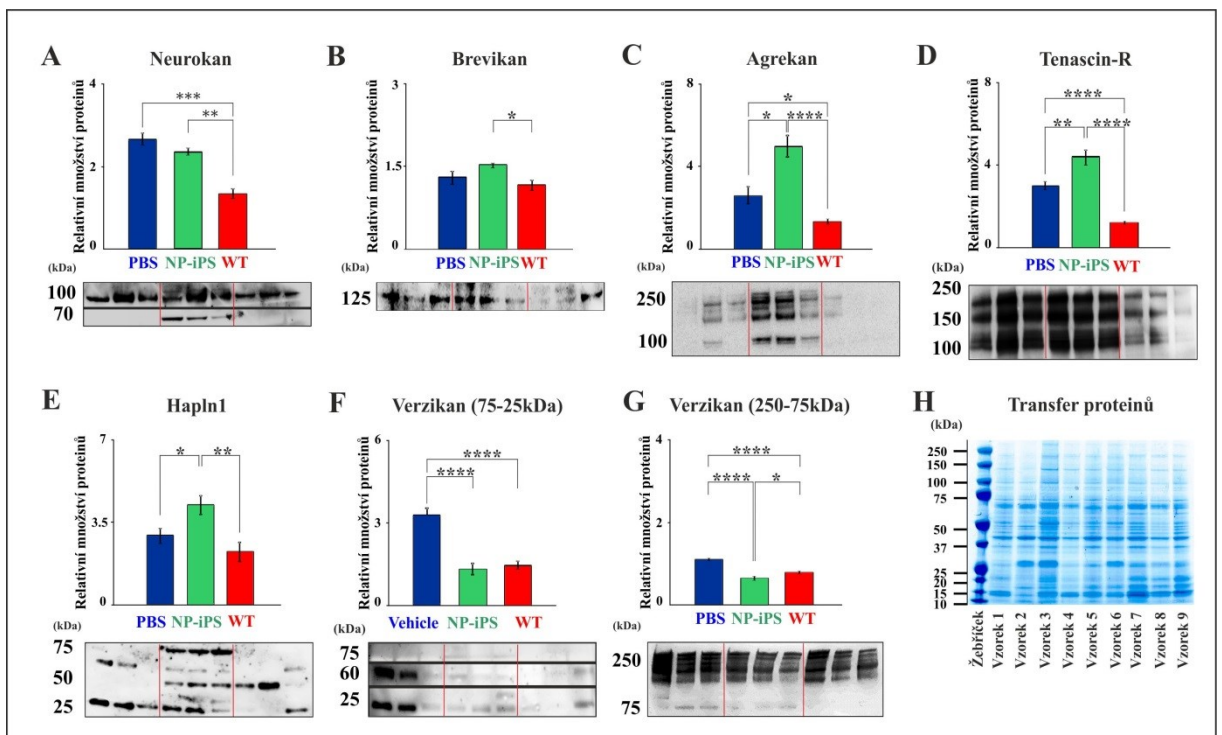 A
Neurokan
Relativní množství proteinů
4
2
0
***
**
PBS NP-iPS WT
(kDa)
100
70
B
Brevikan
Relativní množství proteinů
3
1.5
0
*
PBS NP-iPS WT
(kDa)
125
C
Agrekan
Relativní množství proteinů
8
4
0
*
* ****
PBS NP-iPS WT
(kDa)
250
100
D
Tenascin-R
Relativní množství proteinů
8
4
0
****
** ****
PBS NP-iPS WT
(kDa)
250
150
100
E
Hapln1
Relativní množství proteinů
7
3.5
0
* **
PBS NP-iPS WT
(kDa)
75
50
25
F
Verzikan (75-25kDa)
Relativní množství proteinů
6
3
0
****
****
Vehicle NP-iPS WT
(kDa)
75
60
25
G
Verzikan (250-75kDa)
Relativní množství proteinů
4
2
0
****
**** *
PBS NP-iPS WT
(kDa)
250
75
H
Transfer proteinů
(kDa)
250
150
100
75
50
37
25
20
15
10
Žebříček
Vzorek 1
Vzorek 2
Vzorek 3
Vzorek 4
Vzorek 5
Vzorek 6
Vzorek 7
Vzorek 8
Vzorek 9